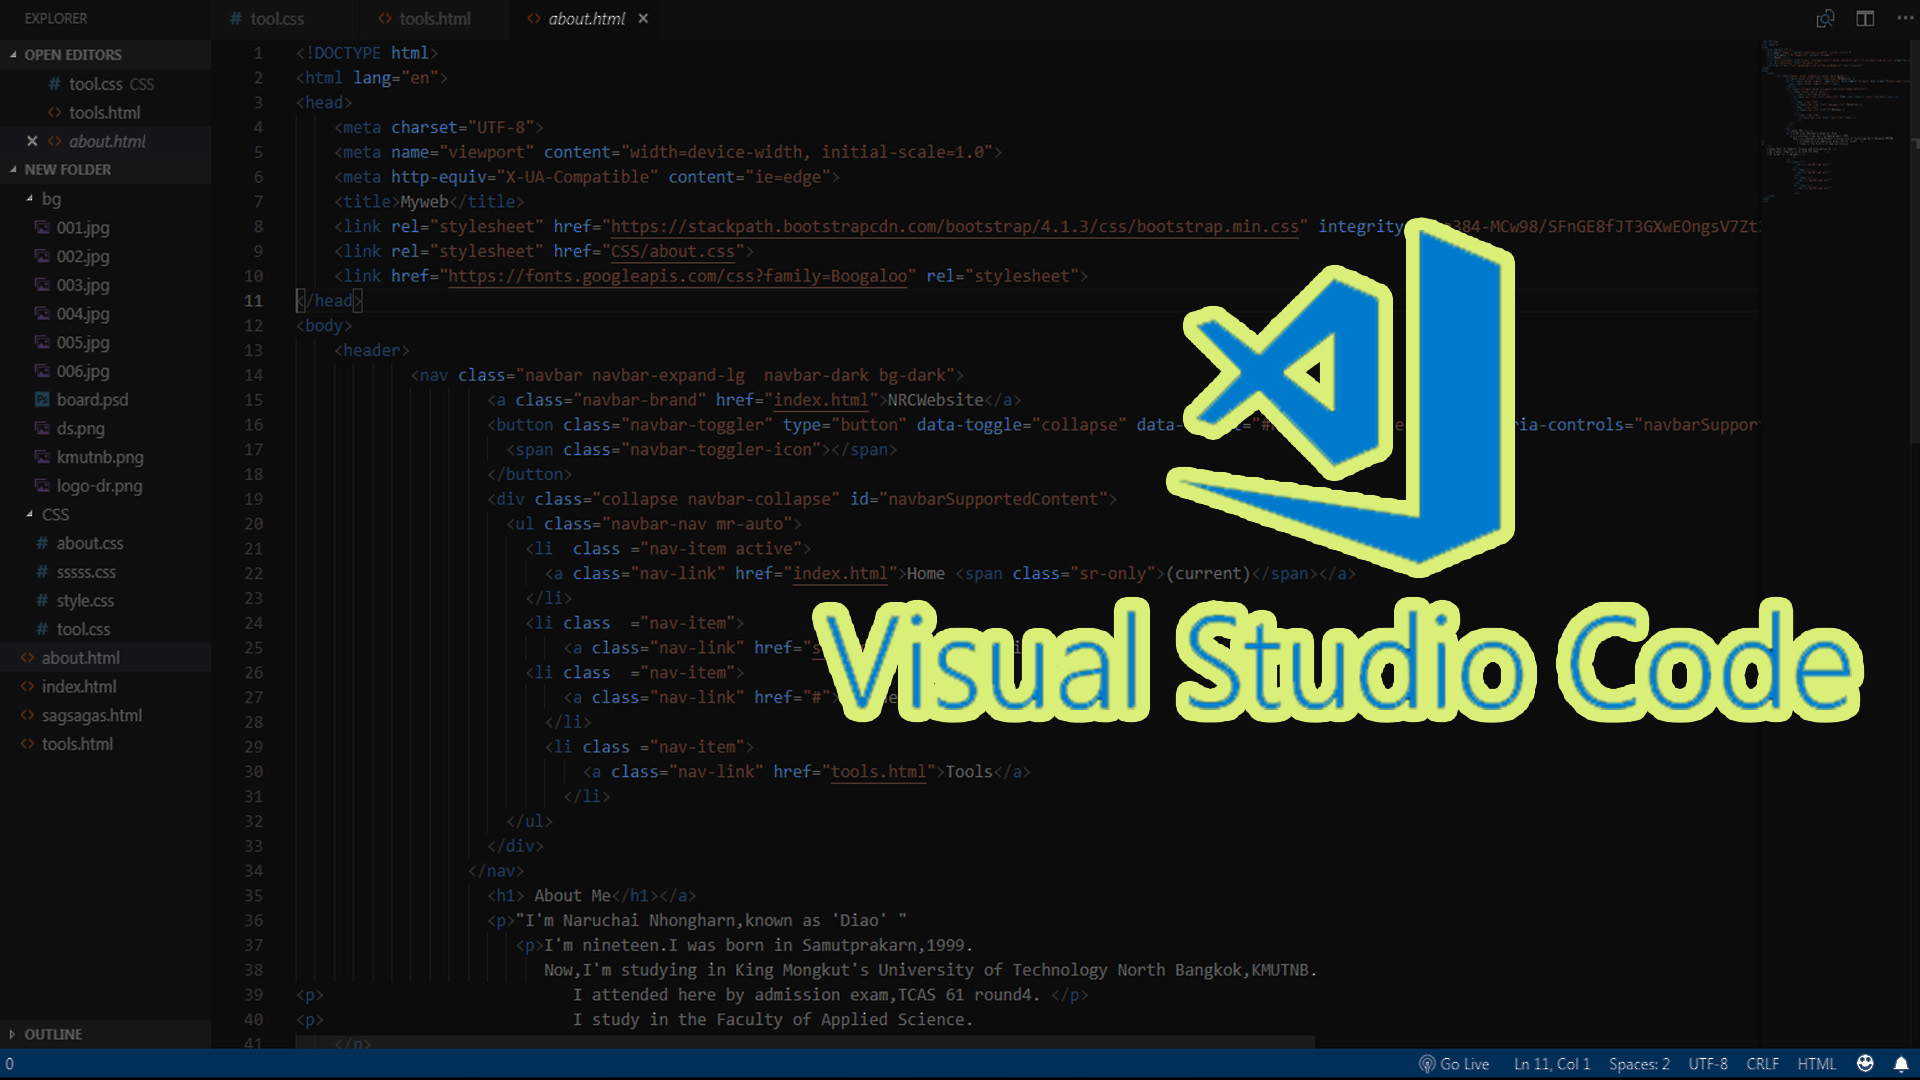 EXPLORER
OPEN EDITORS
# tool.css CSS
<> tools.html
× <> about.html
NEW FOLDER
bg
001.jpg
002.jpg
003.jpg
004.jpg
005.jpg
006.jpg
Ps board.psd
ds.png
kmutnb.png
logo-dr.png
CSS
# about.css
# sssss.css
# style.css
# tool.css
<> about.html
<> index.html
<> sagsagas.html
<> tools.html
OUTLINE
# tool.css <> tools.html <> about.html ×
1 <!DOCTYPE html>
2 <html lang="en">
3 <head>
4 <meta charset="UTF-8">
5 <meta name="viewport" content="width=device-width, initial-scale=1.0">
6 <meta http-equiv="X-UA-Compatible" content="ie=edge">
7 <title>Myweb</title>
8 <link rel="stylesheet" href="https://stackpath.bootstrapcdn.com/bootstrap/4.1.3/css/bootstrap.min.css" integrity 384-MCw98/SFnGE8fJT3GXwEOngsV7Zt
9 <link rel="stylesheet" href="CSS/about.css">
10 <link href="https://fonts.googleapis.com/css?family=Boogaloo" rel="stylesheet">
11 </head>
12 <body>
13 <header>
14 <nav class="navbar navbar-expand-lg  navbar-dark bg-dark">
15 <a class="navbar-brand" href="index.html">NRCWebsite</a>
16 <button class="navbar-toggler" type="button" data-toggle="collapse" data- ria-controls="navbarSuppor
17 <span class="navbar-toggler-icon"></span>
18 </button>
19 <div class="collapse navbar-collapse" id="navbarSupportedContent">
20 <ul class="navbar-nav mr-auto">
21 <li  class ="nav-item active">
22 <a class="nav-link" href="index.html">Home <span class="sr-only">(current)</span></a>
23 </li>
24 <li class  ="nav-item">
25 <a class="nav-link" href="s
26 <li class  ="nav-item">
27 <a class="nav-link" href="#">
28 </li>
29 <li class ="nav-item">
30 <a class="nav-link" href="tools.html">Tools</a>
31 </li>
32 </ul>
33 </div>
34 </nav>
35 <h1> About Me</h1></a>
36 <p>"I'm Naruchai Nhongharn,known as 'Diao' "
37 <p>I'm nineteen.I was born in Samutprakarn,1999.
38 Now,I'm studying in King Mongkut's University of Technology North Bangkok,KMUTNB.
39 <p> I attended here by admission exam,TCAS 61 round4. </p>
40 <p> I study in the Faculty of Applied Science.
41 </p>
Visual Studio Code
0 Go Live Ln 11, Col 1 Spaces: 2 UTF-8 CRLF HTML